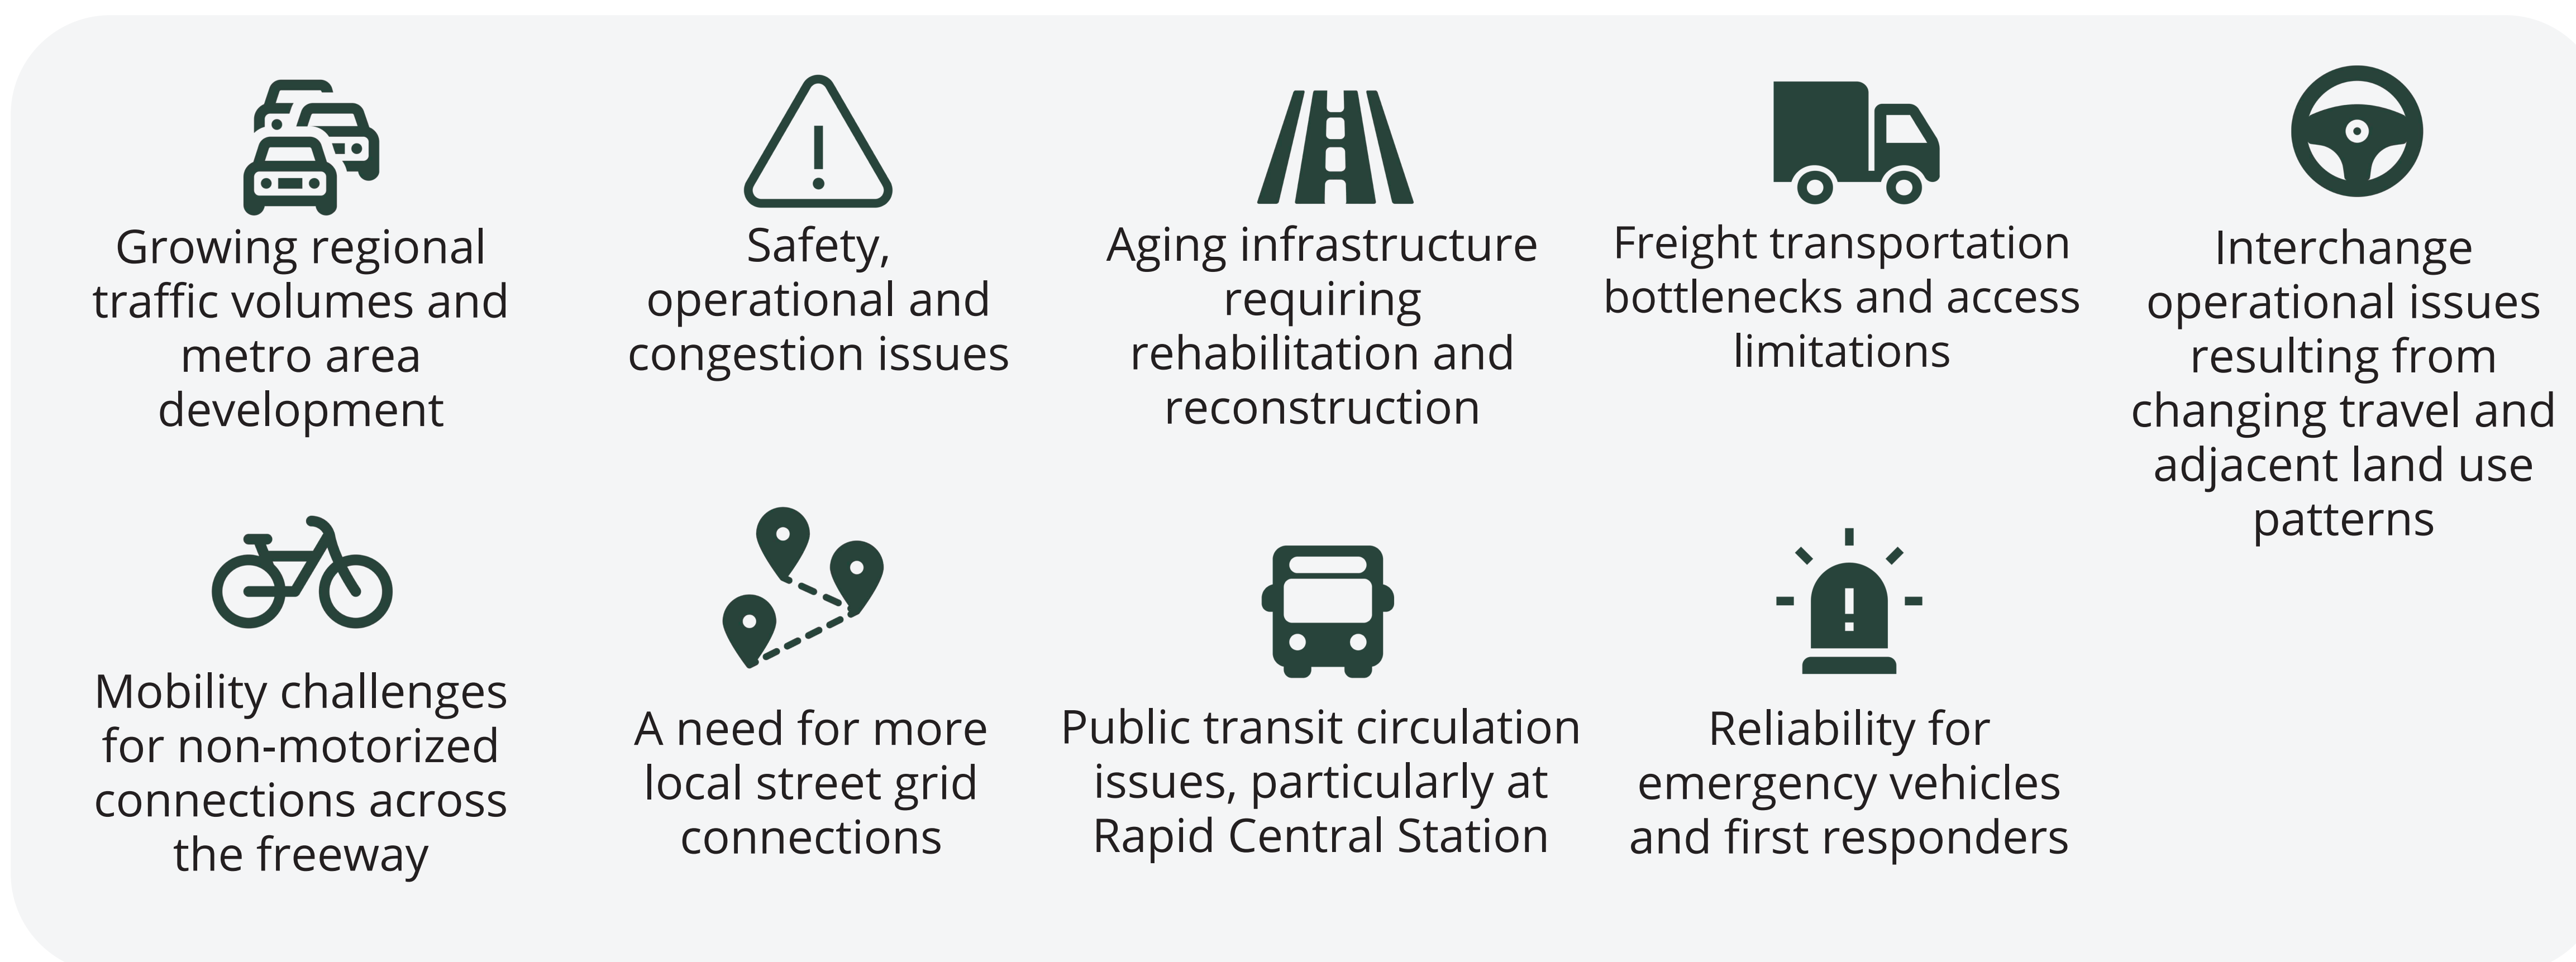 Growing regional
traffic volumes and
metro area
development
Safety,
operational and
congestion issues
Aging infrastructure
requiring
rehabilitation and
reconstruction
Freight transportation
bottlenecks and access
limitations
Interchange
operational issues
resulting from
changing travel and
adjacent land use
patterns
Mobility challenges
for non-motorized
connections across
the freeway
A need for more
local street grid
connections
Public transit circulation
issues, particularly at
Rapid Central Station
Reliability for
emergency vehicles
and first responders